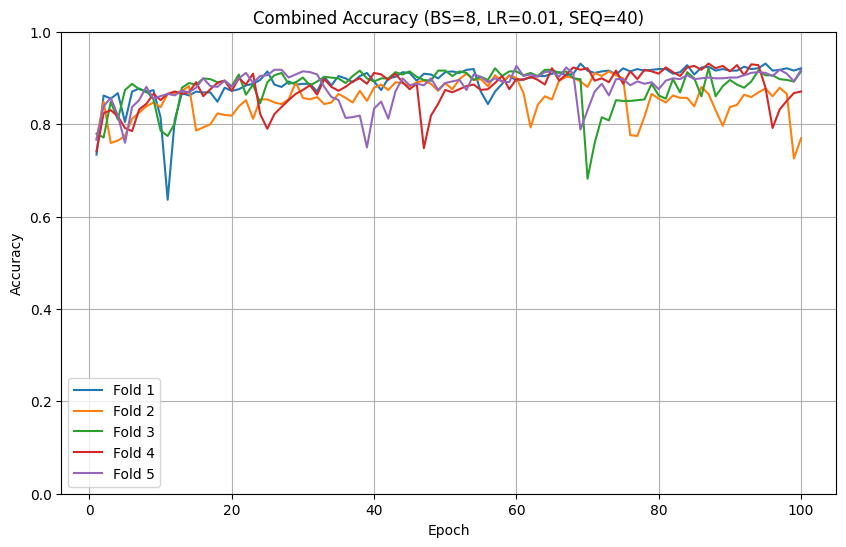 Combined Accuracy (BS=8, LR=0.01, SEQ=40)
1.0
0.8
0.6
0.4
0.2
0.0
Accuracy
Fold 1
Fold 2
Fold 3
Fold 4
Fold 5
0 20 40 60 80 100
Epoch